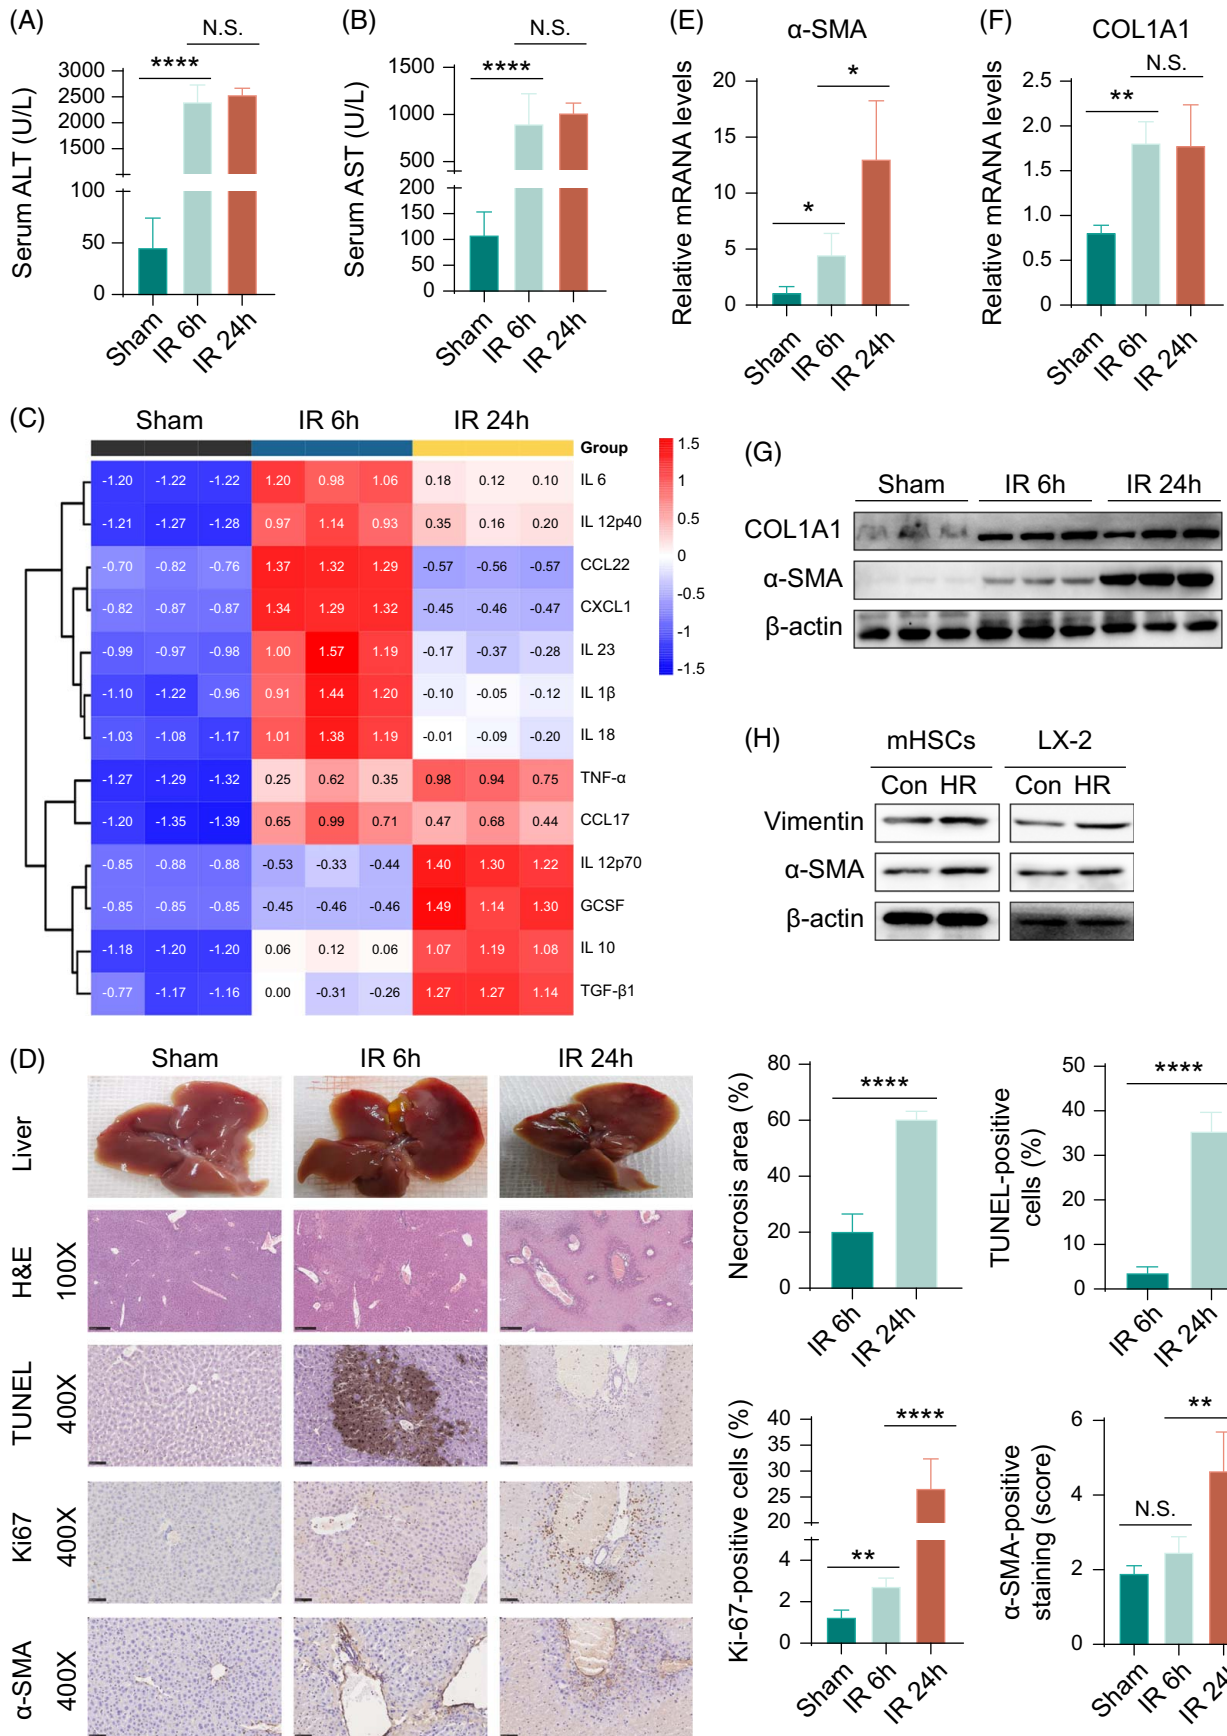 (A)
N.S.
****
Serum ALT (U/L)
3000
2500
2000
1500
100
50
0
Sham
IR 6h
IR 24h
(B)
N.S.
****
Serum AST (U/L)
1500
1000
500
200
150
100
50
0
Sham
IR 6h
IR 24h
(E)
α-SMA
Relative mRANA levels
20
15
10
5
0
*
*
Sham
IR 6h
IR 24h
(F)
COL1A1
N.S.
**
Relative mRANA levels
2.5
2.0
1.5
1.0
0.5
0
Sham
IR 6h
IR 24h
(C)
Sham IR 6h IR 24h
Group
-1.20 -1.22 -1.22 1.20 0.98 1.06 0.18 0.12 0.10 IL 6
-1.21 -1.27 -1.28 0.97 1.14 0.93 0.35 0.16 0.20 IL 12p40
-0.70 -0.82 -0.76 1.37 1.32 1.29 -0.57 -0.56 -0.57 CCL22
-0.82 -0.87 -0.87 1.34 1.29 1.32 -0.45 -0.46 -0.47 CXCL1
-0.99 -0.97 -0.98 1.00 1.57 1.19 -0.17 -0.37 -0.28 IL 23
-1.10 -1.22 -0.96 0.91 1.44 1.20 -0.10 -0.05 -0.12 IL 1β
-1.03 -1.08 -1.17 1.01 1.38 1.19 -0.01 -0.09 -0.20 IL 18
-1.27 -1.29 -1.32 0.25 0.62 0.35 0.98 0.94 0.75 TNF-α
-1.20 -1.35 -1.39 0.65 0.99 0.71 0.47 0.68 0.44 CCL17
-0.85 -0.88 -0.88 -0.53 -0.33 -0.44 1.40 1.30 1.22 IL 12p70
-0.85 -0.85 -0.85 -0.45 -0.46 -0.46 1.49 1.14 1.30 GCSF
-1.18 -1.20 -1.20 0.06 0.12 0.06 1.07 1.19 1.08 IL 10
-0.77 -1.17 -1.16 0.00 -0.31 -0.26 1.27 1.27 1.14 TGF-β1
1.5
1
0.5
0
-0.5
-1
-1.5
(G)
Sham IR 6h IR 24h
COL1A1
α-SMA
β-actin
(H)
mHSCs LX-2
Con HR Con HR
Vimentin
α-SMA
β-actin
(D)
Sham IR 6h IR 24h
Liver
H&E
100X
TUNEL
400X
Ki67
400X
α-SMA
400X
Necrosis area (%)
80
60
40
20
0
****
IR 6h
IR 24h
TUNEL-positive
cells (%)
50
40
30
20
10
0
****
IR 6h
IR 24h
Ki-67-positive cells (%)
40
35
30
25
20
4
2
0
****
**
Sham
IR 6h
IR 24h
α-SMA-positive
staining (score)
6
4
2
0
**
N.S.
Sham
IR 6h
IR 24